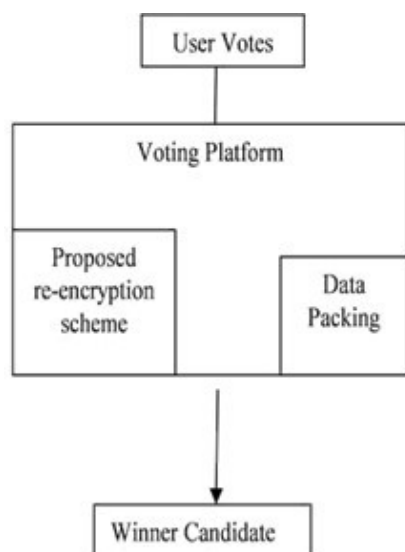 User Votes
Voting Platform
Proposed
re-encryption
scheme
Data
Packing
Winner Candidate